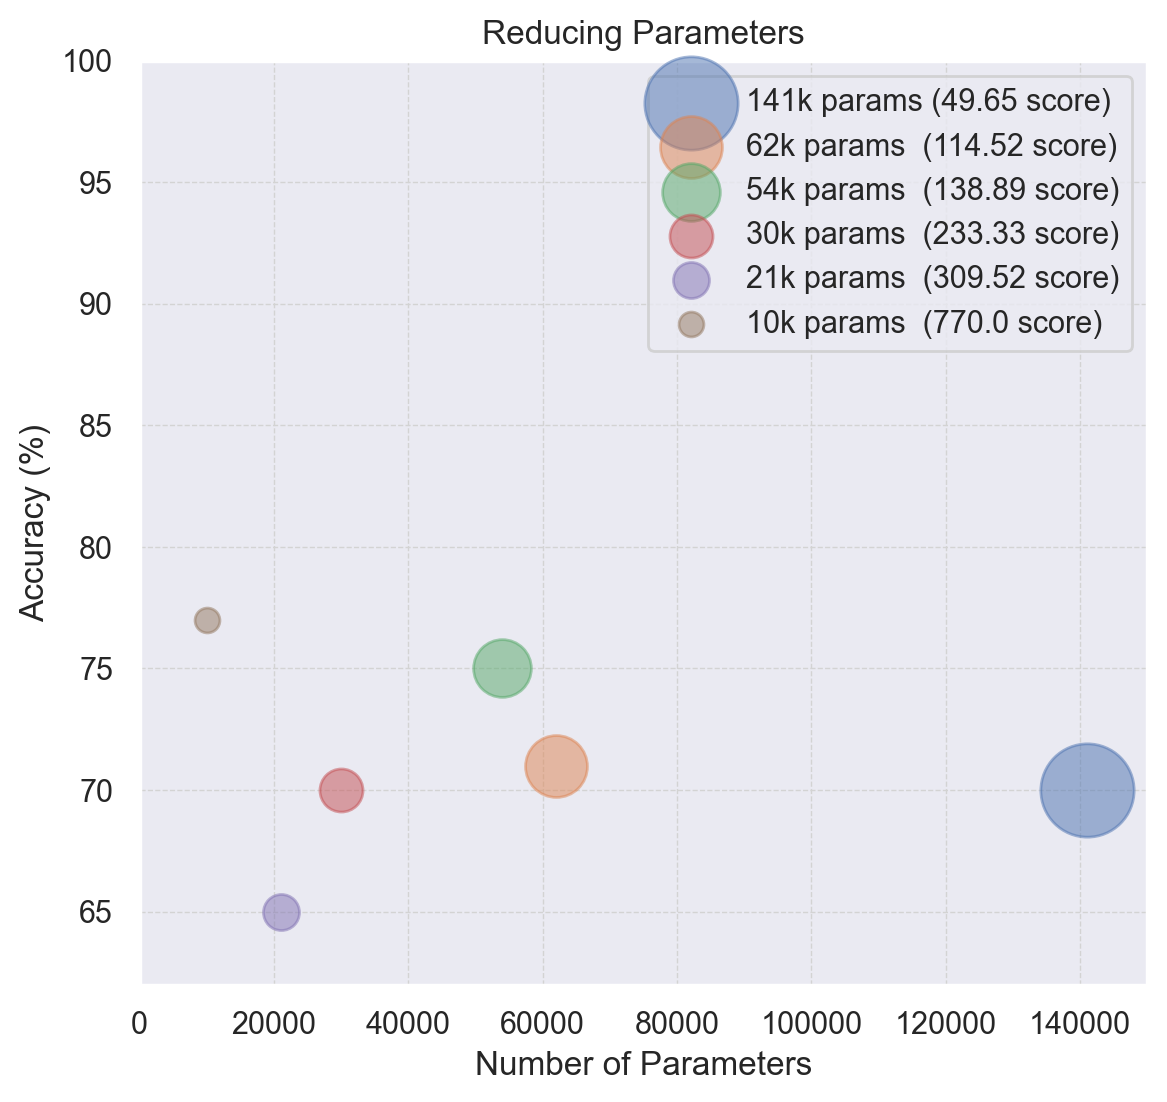 Reducing Parameters
100
95
90
85
80
75
70
65
Accuracy (%)
141k params (49.65 score)
62k params  (114.52 score)
54k params  (138.89 score)
30k params  (233.33 score)
21k params  (309.52 score)
10k params  (770.0 score)
0 20000 40000 60000 80000 100000 120000 140000
Number of Parameters